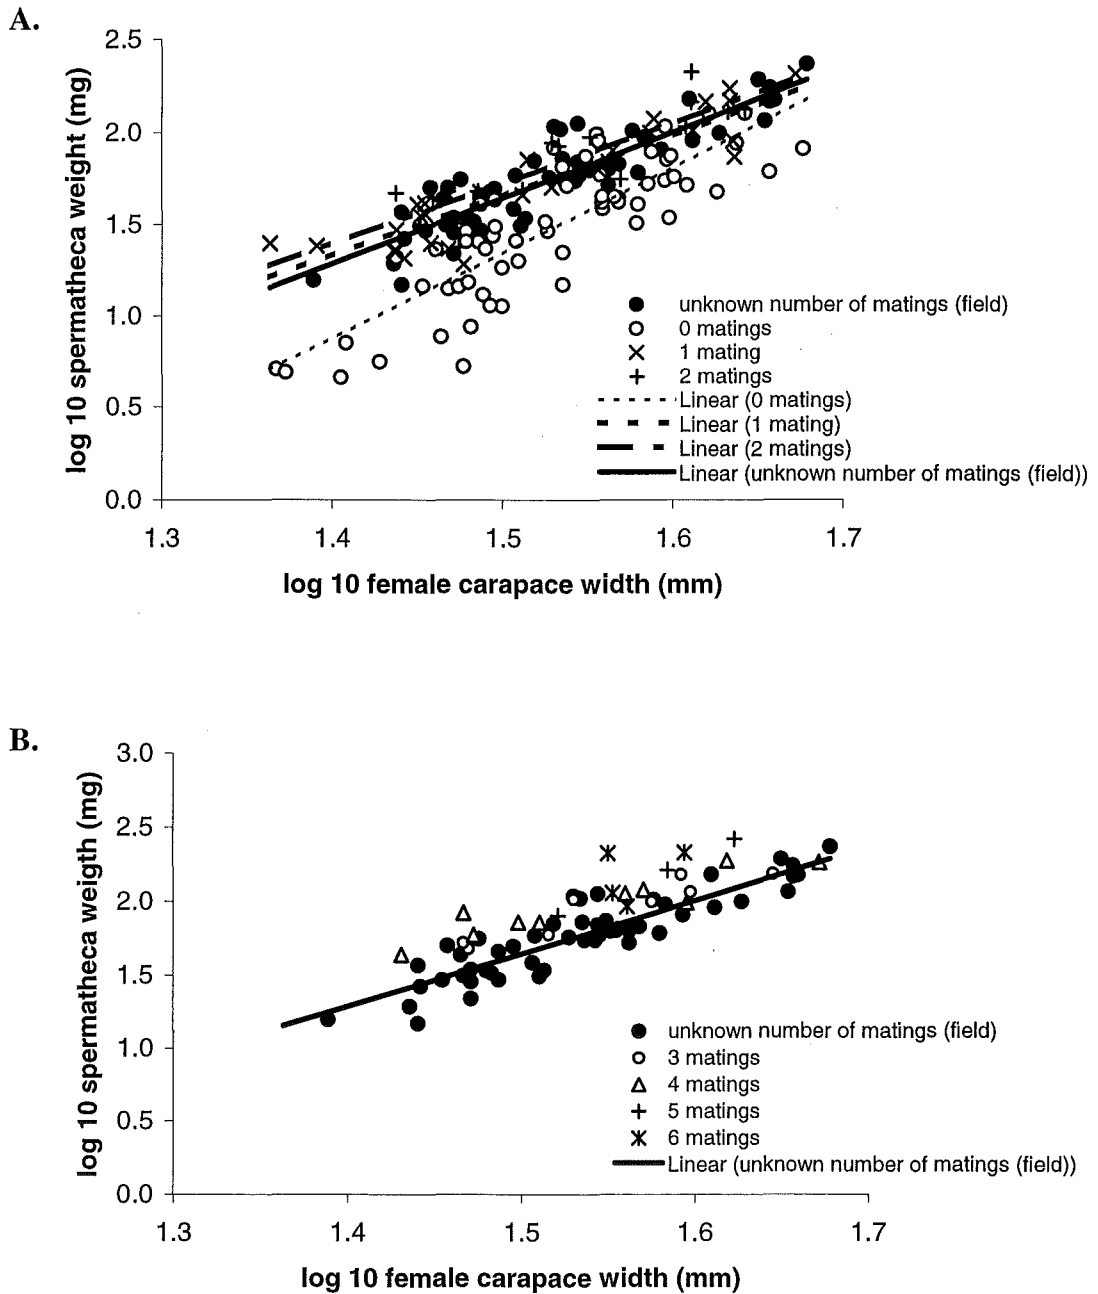 A.
2.5
2.0
1.5
1.0
0.5
0.0
log 10 spermatheca weight (mg)
unknown number of matings (field)
0 matings
1 mating
2 matings
Linear (0 matings)
Linear (1 mating)
Linear (2 matings)
Linear (unknown number of matings (field))
1.3 1.4 1.5 1.6 1.7
log 10 female carapace width (mm)
B.
3.0
2.5
2.0
1.5
1.0
0.5
0.0
log 10 spermatheca weigth (mg)
unknown number of matings (field)
3 matings
4 matings
5 matings
6 matings
Linear (unknown number of matings (field))
1.3 1.4 1.5 1.6 1.7
log 10 female carapace width (mm)